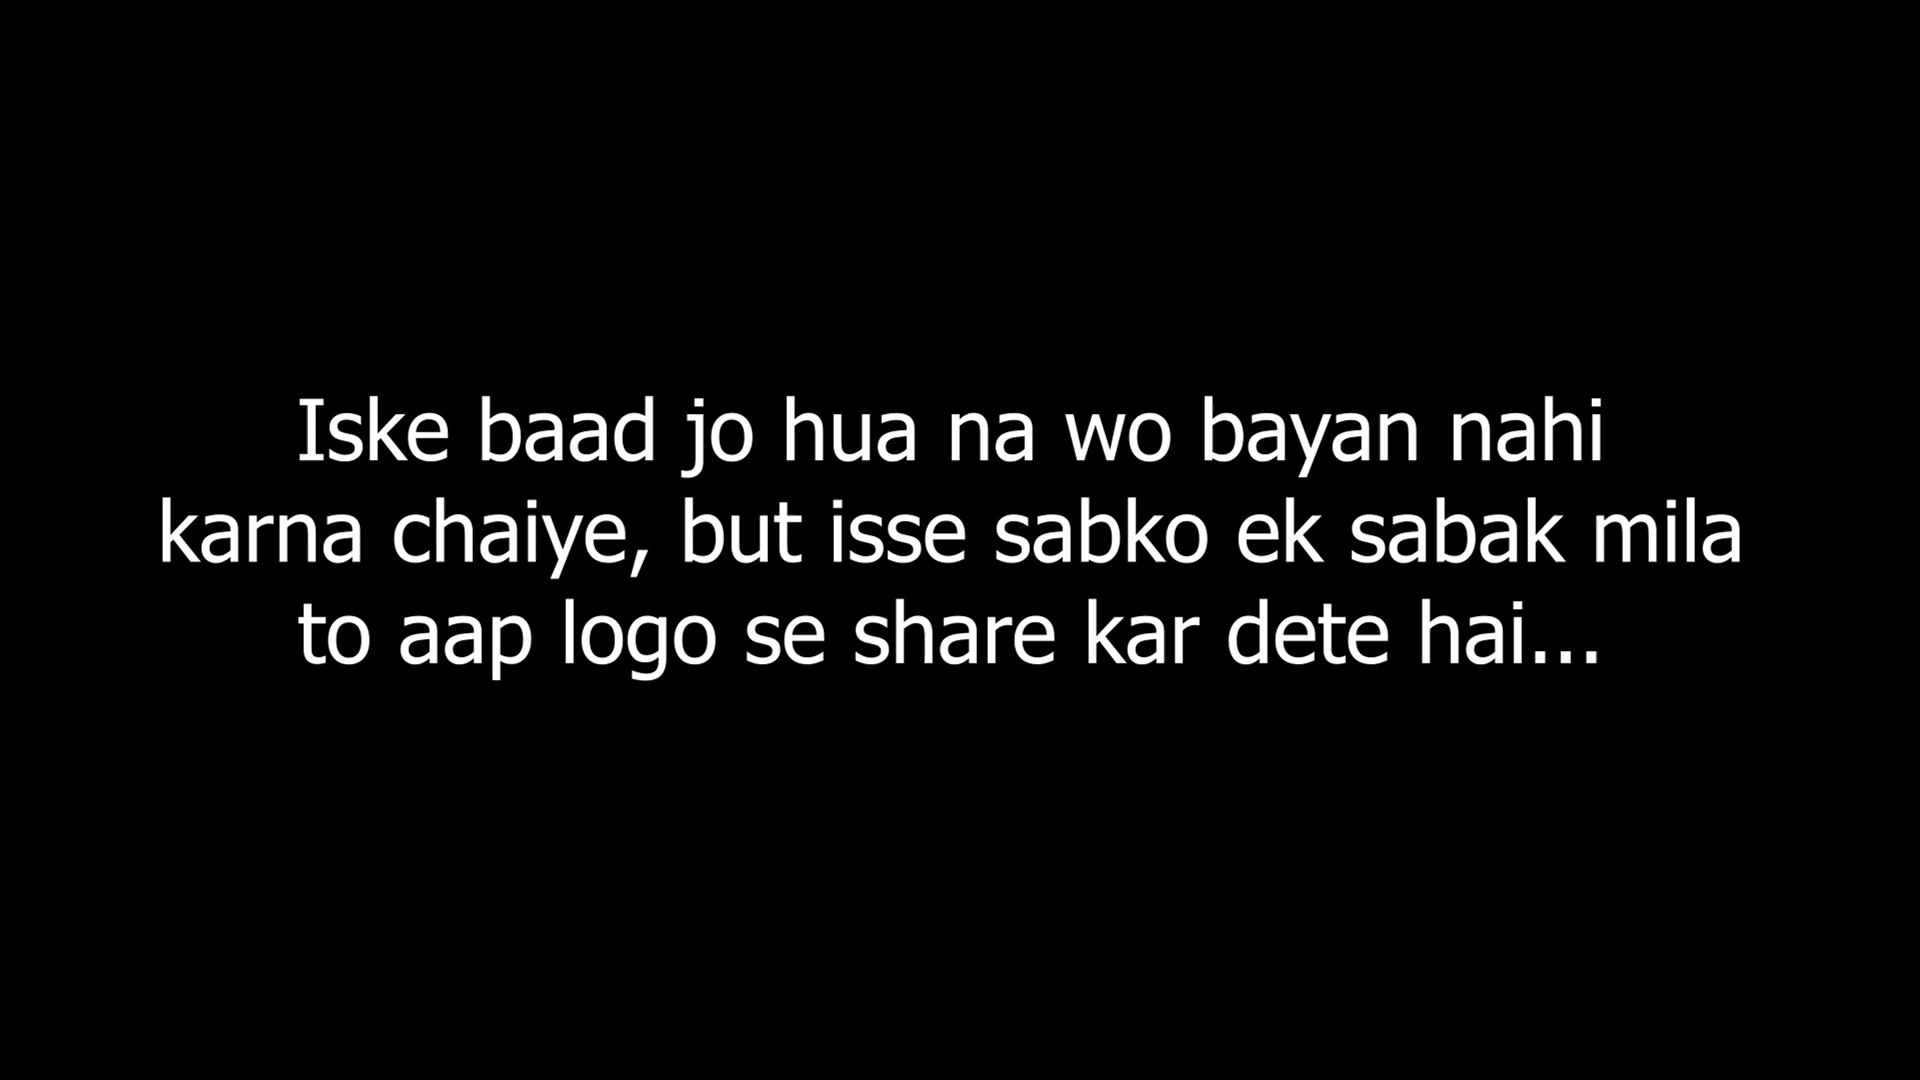 Iske baad jo hua na wo bayan nahi
karna chaiye, but isse sabko ek sabak mila
to aap logo se share kar dete hai...